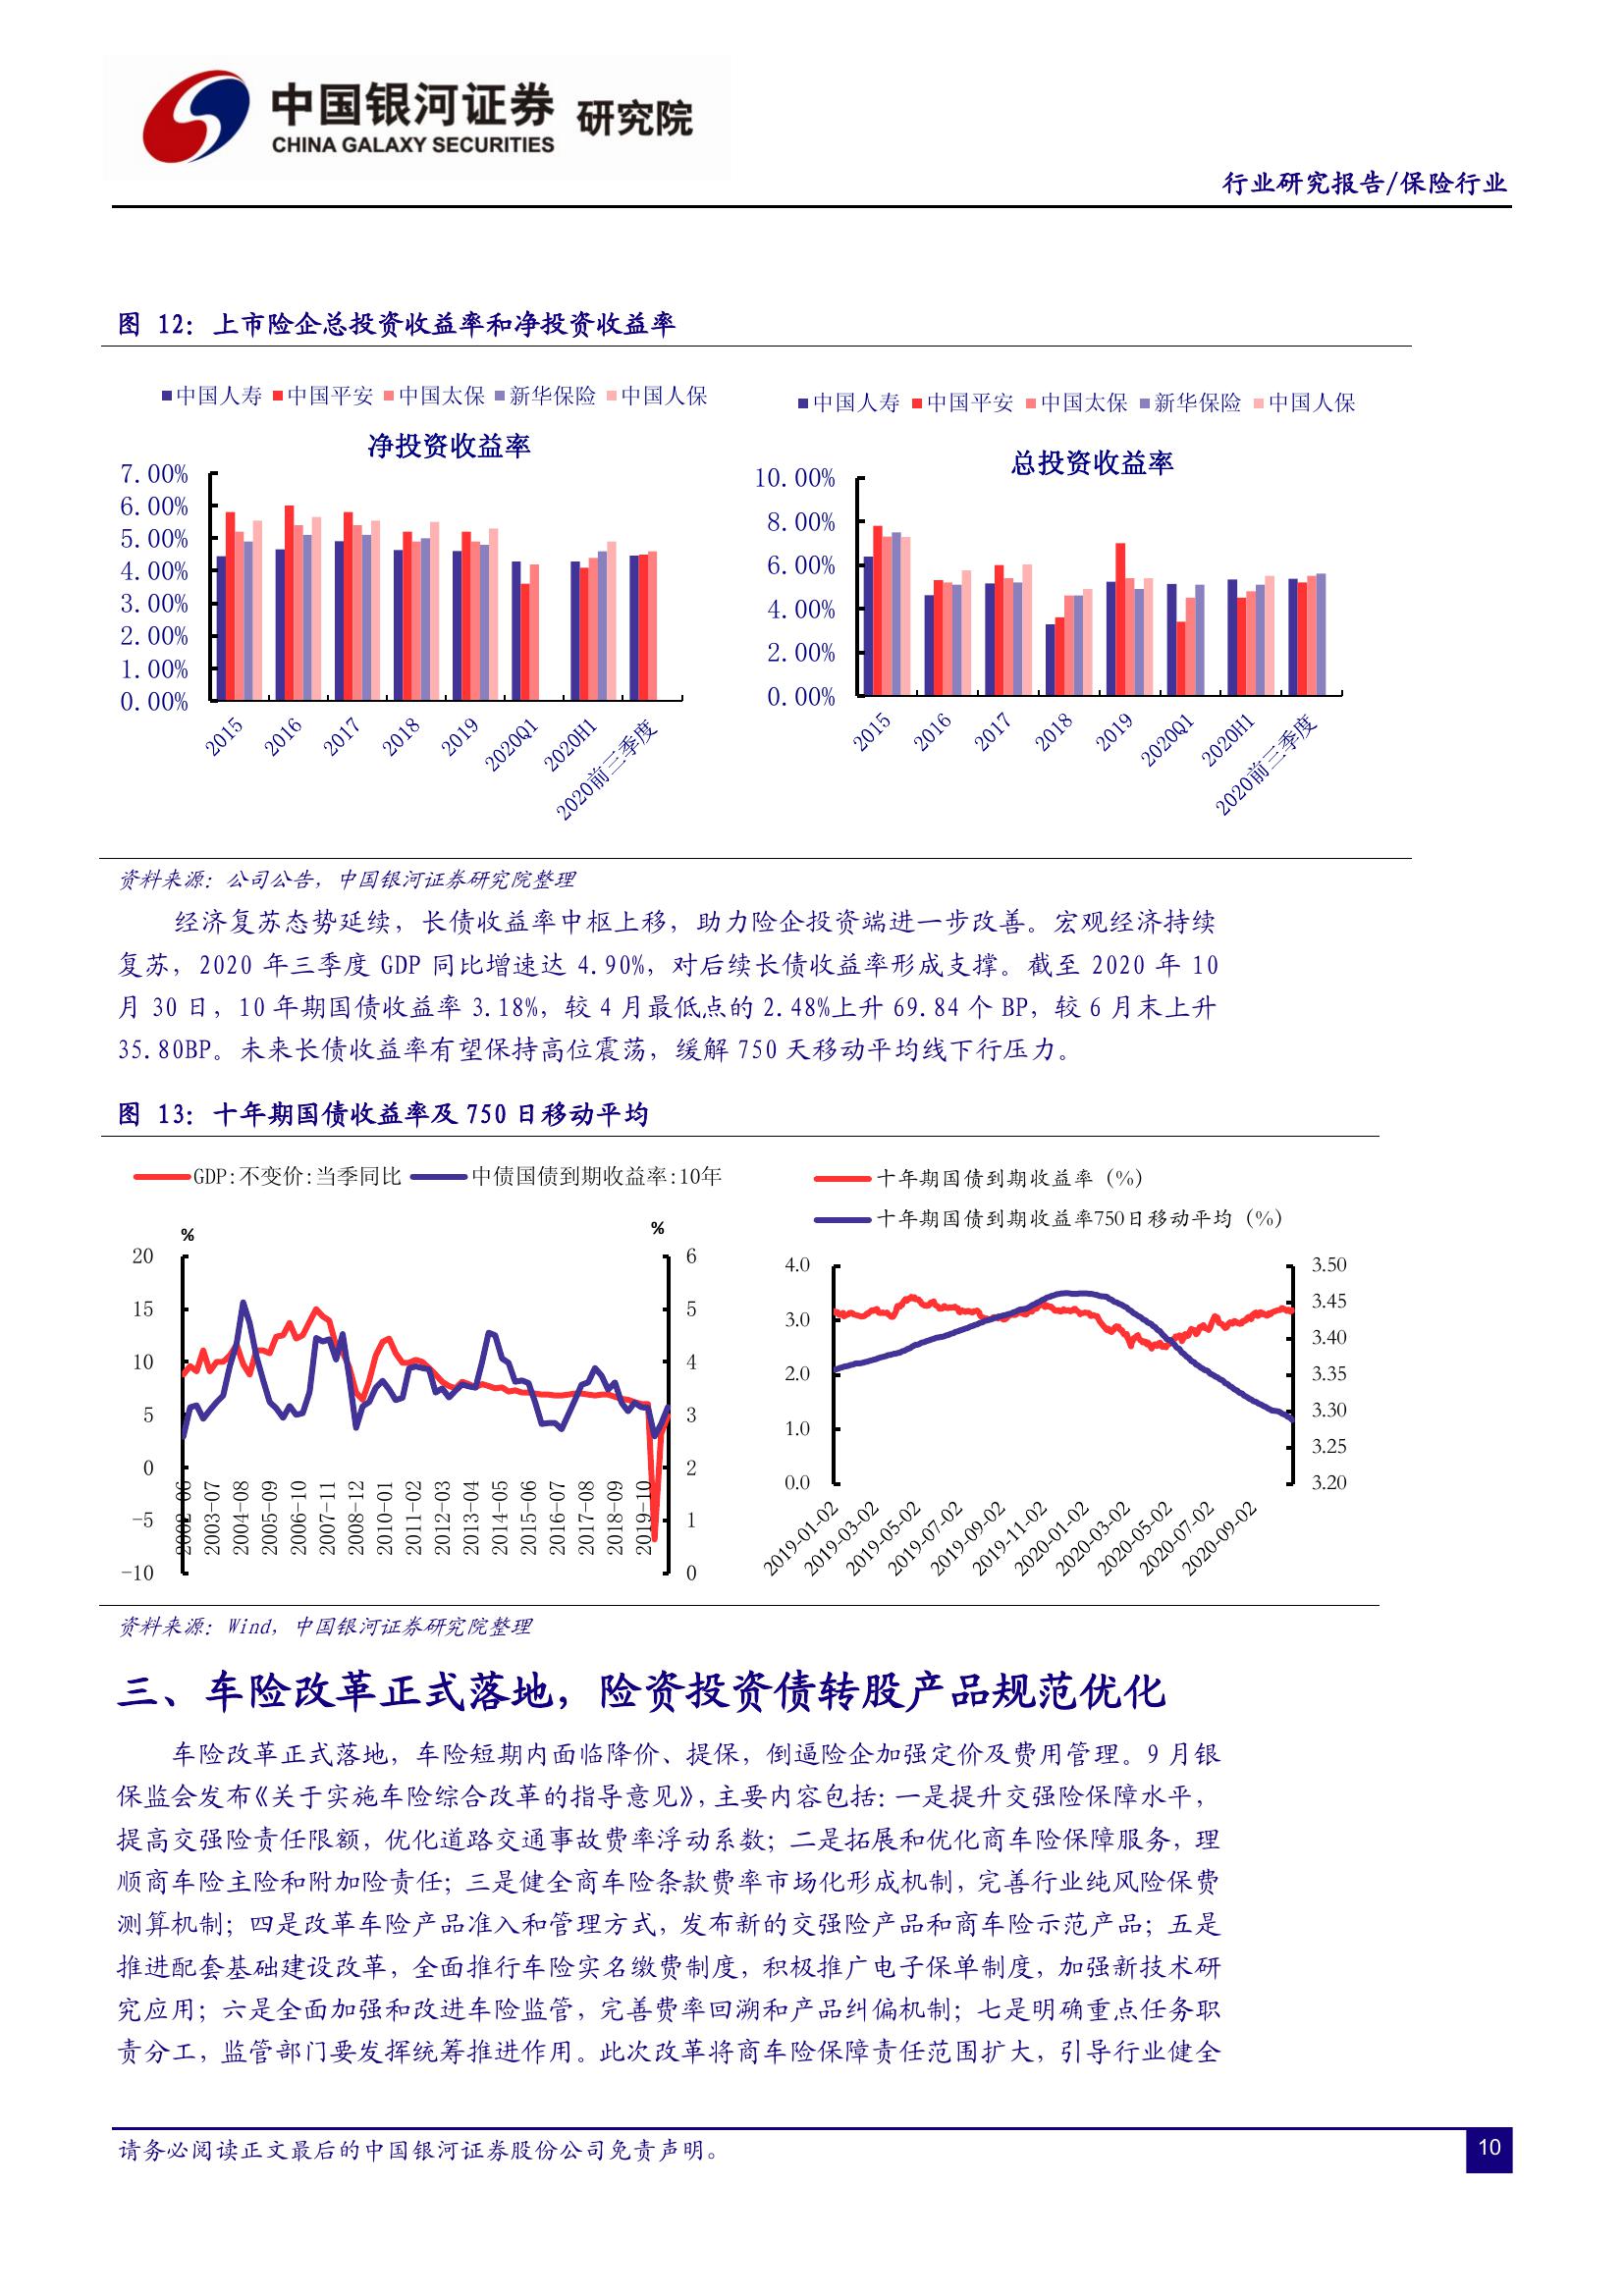 中国银河证券 研究院
CHINA GALAXY SECURITIES
行业研究报告/保险行业
图 12：上市险企总投资收益率和净投资收益率
中国人寿 中国平安 中国太保 新华保险 中国人保
净投资收益率
7.00%
6.00%
5.00%
4.00%
3.00%
2.00%
1.00%
0.00%
2015 2016 2017 2018 2019 2020Q1 2020H1 2020前三季度
中国人寿 中国平安 中国太保 新华保险 中国人保
总投资收益率
10.00%
8.00%
6.00%
4.00%
2.00%
0.00%
2015 2016 2017 2018 2019 2020Q1 2020H1 2020前三季度
资料来源：公司公告，中国银河证券研究院整理
经济复苏态势延续，长债收益率中枢上移，助力险企投资端进一步改善。宏观经济持续
复苏，2020 年三季度 GDP 同比增速达 4.90%，对后续长债收益率形成支撑。截至 2020 年 10
月 30 日，10 年期国债收益率 3.18%，较 4 月最低点的 2.48%上升 69.84 个 BP，较 6 月末上升
35.80BP。未来长债收益率有望保持高位震荡，缓解 750 天移动平均线下行压力。
图 13：十年期国债收益率及 750 日移动平均
GDP:不变价:当季同比 中债国债到期收益率:10年
% %
20
15
10
5
0
-5
-10
6
5
4
3
2
1
0
2002-06 2003-07 2004-08 2005-09 2006-10 2007-11 2008-12 2010-01 2011-02 2012-03 2013-04 2014-05 2015-06 2016-07 2017-08 2018-09 2019-10
十年期国债到期收益率（%）
十年期国债到期收益率750日移动平均（%）
4.0
3.0
2.0
1.0
0.0
3.50
3.45
3.40
3.35
3.30
3.25
3.20
2019-01-02 2019-03-02 2019-05-02 2019-07-02 2019-09-02 2019-11-02 2020-01-02 2020-03-02 2020-05-02 2020-07-02 2020-09-02
资料来源：Wind，中国银河证券研究院整理
三、车险改革正式落地，险资投资债转股产品规范优化
车险改革正式落地，车险短期内面临降价、提保，倒逼险企加强定价及费用管理。9 月银
保监会发布《关于实施车险综合改革的指导意见》，主要内容包括：一是提升交强险保障水平，
提高交强险责任限额，优化道路交通事故费率浮动系数；二是拓展和优化商车险保障服务，理
顺商车险主险和附加险责任；三是健全商车险条款费率市场化形成机制，完善行业纯风险保费
测算机制；四是改革车险产品准入和管理方式，发布新的交强险产品和商车险示范产品；五是
推进配套基础建设改革，全面推行车险实名缴费制度，积极推广电子保单制度，加强新技术研
究应用；六是全面加强和改进车险监管，完善费率回溯和产品纠偏机制；七是明确重点任务职
责分工，监管部门要发挥统筹推进作用。此次改革将商车险保障责任范围扩大，引导行业健全
请务必阅读正文最后的中国银河证券股份公司免责声明。
10